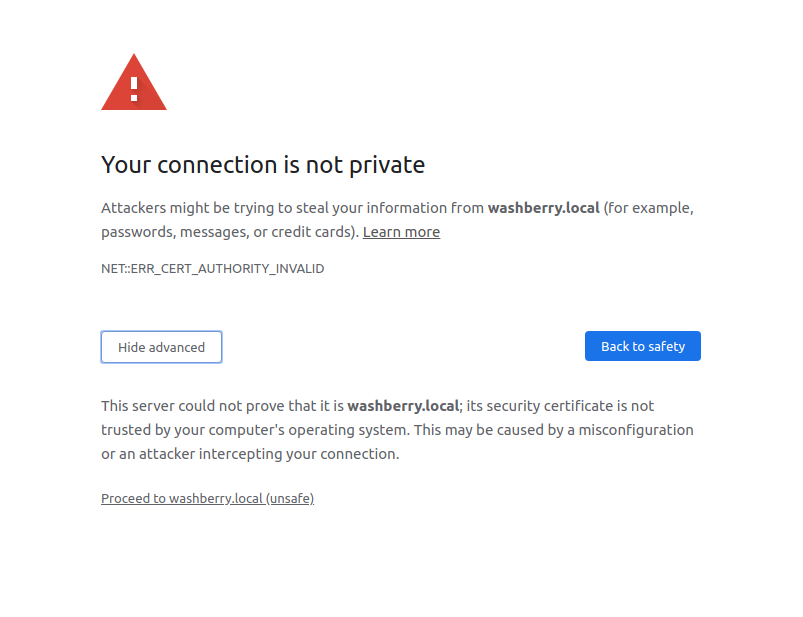 Your connection is not private
Attackers might be trying to steal your information from washberry.local (for example,
passwords, messages, or credit cards). Learn more
NET::ERR_CERT_AUTHORITY_INVALID
Hide advanced
Back to safety
This server could not prove that it is washberry.local; its security certificate is not
trusted by your computer's operating system. This may be caused by a misconfiguration
or an attacker intercepting your connection.
Proceed to washberry.local (unsafe)